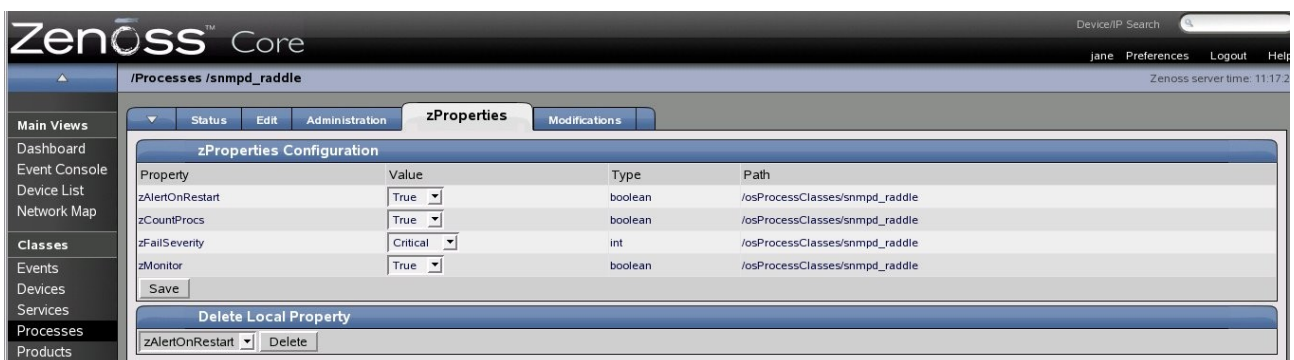 Zenoss™ Core
Device/IP Search
jane Preferences Logout Help
/Processes /snmpd_raddle
Zenoss server time: 11:17:2
Main Views
Dashboard
Event Console
Device List
Network Map
Classes
Events
Devices
Services
Processes
Products
Status Edit Administration zProperties Modifications
zProperties Configuration
Property Value Type Path
zAlertOnRestart True boolean /osProcessClasses/snmpd_raddle
zCountProcs True boolean /osProcessClasses/snmpd_raddle
zFailSeverity Critical int /osProcessClasses/snmpd_raddle
zMonitor True boolean /osProcessClasses/snmpd_raddle
Save
Delete Local Property
zAlertOnRestart Delete